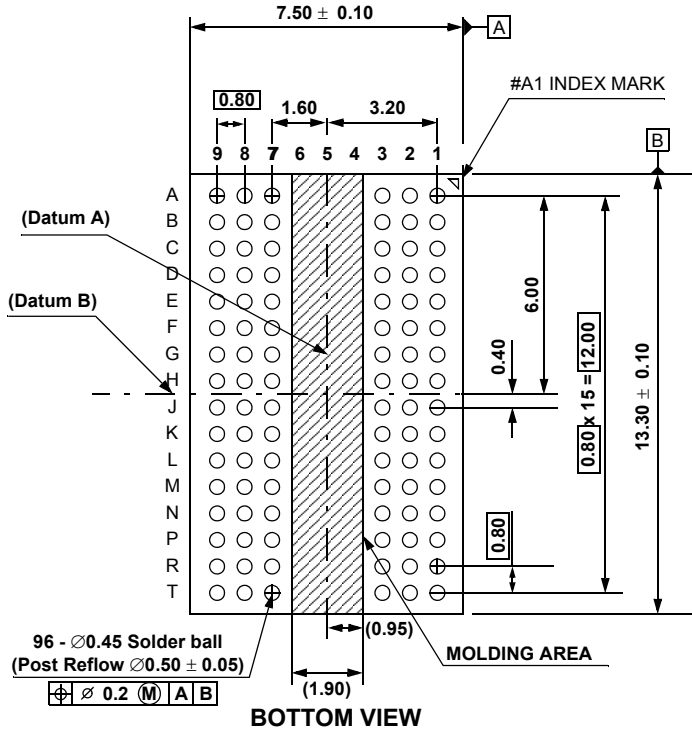 7.50 ± 0.10
A
#A1 INDEX MARK
0.80
1.60
3.20
B
9 8 7 6 5 4 3 2 1
A
(Datum A)
B
C
D
E
(Datum B)
F
G
H
J
K
L
M
N
P
R
T
6.00
0.40
0.80 x 15 = 12.00
13.30 ± 0.10
0.80
(0.95)
96 - ∅0.45 Solder ball
(Post Reflow ∅0.50 ± 0.05)
MOLDING AREA
⌖ ∅ 0.2 Ⓜ A B
(1.90)
BOTTOM VIEW